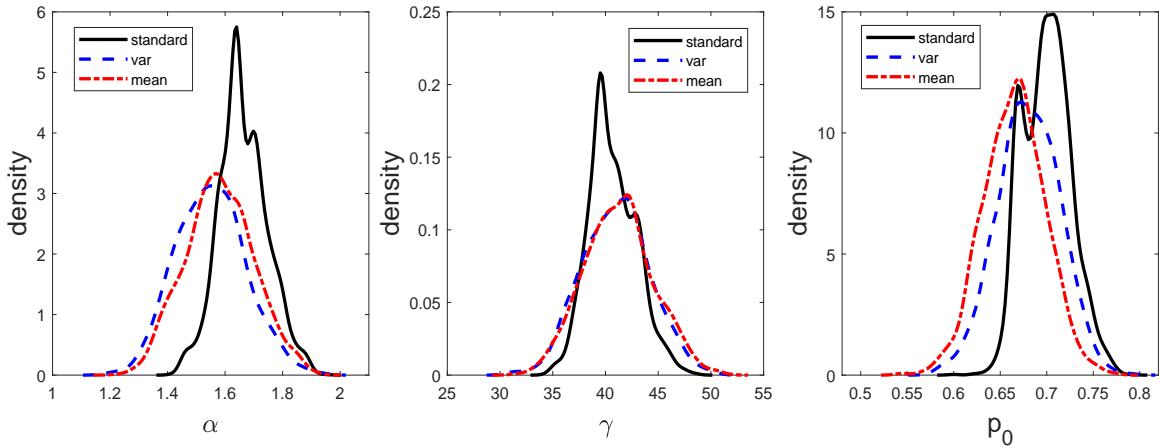 6
5
4
3
2
1
0
density
standard
var
mean
1
1.2
1.4
1.6
1.8
2
α
0.25
0.2
0.15
0.1
0.05
0
density
standard
var
mean
25
30
35
40
45
50
55
γ
15
10
5
0
density
standard
var
mean
0.5
0.55
0.6
0.65
0.7
0.75
0.8
p₀